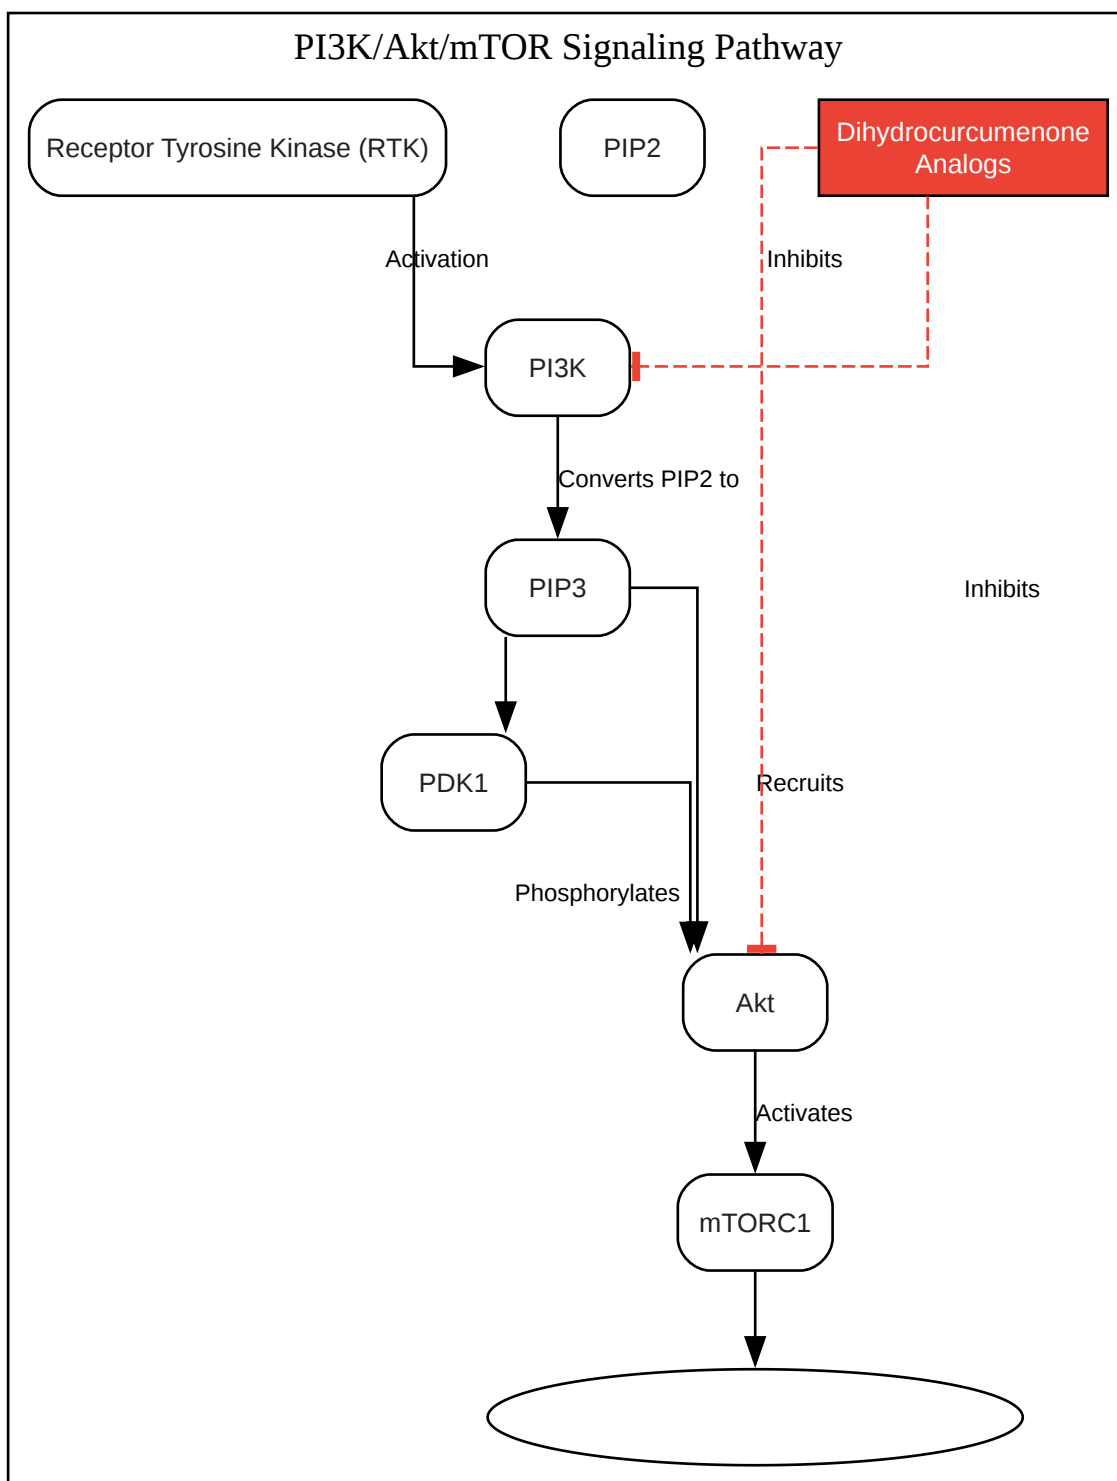 PI3K/Akt/mTOR Signaling Pathway
Receptor Tyrosine Kinase (RTK)
PIP2
Dihydrocurcumenone
Analogs
Activation
Inhibits
PI3K
Converts PIP2 to
PIP3
Inhibits
PDK1
Recruits
Phosphorylates
Akt
Activates
mTORC1